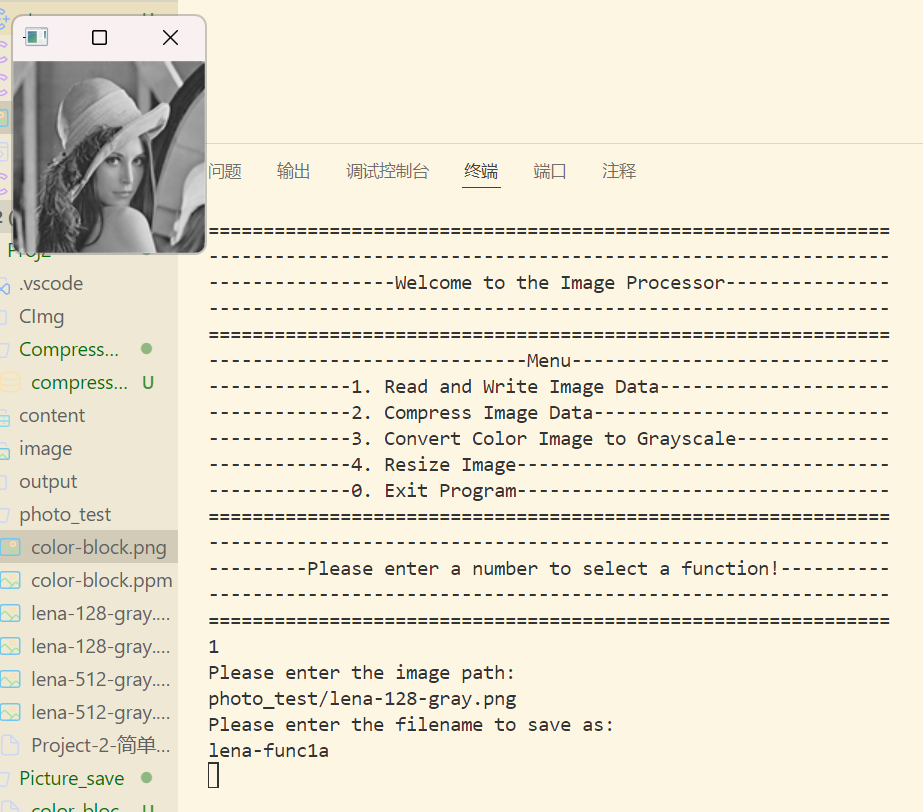 问题 输出 调试控制台 终端 端口 注释
Proj2
.vscode
CImg
Compress...
compress... U
content
image
output
photo_test
color-block.png
color-block.ppm
lena-128-gray....
lena-128-gray....
lena-512-gray....
lena-512-gray....
Project-2-简单...
Picture_save
color-bloc... U
==============================================================
--------------------------------------------------------------
-----------------Welcome to the Image Processor---------------
--------------------------------------------------------------
==============================================================
-----------------------------Menu-----------------------------
-------------1. Read and Write Image Data---------------------
-------------2. Compress Image Data---------------------------
-------------3. Convert Color Image to Grayscale--------------
-------------4. Resize Image----------------------------------
-------------0. Exit Program----------------------------------
==============================================================
--------------------------------------------------------------
---------Please enter a number to select a function!----------
--------------------------------------------------------------
==============================================================
1
Please enter the image path:
photo_test/lena-128-gray.png
Please enter the filename to save as:
lena-func1a